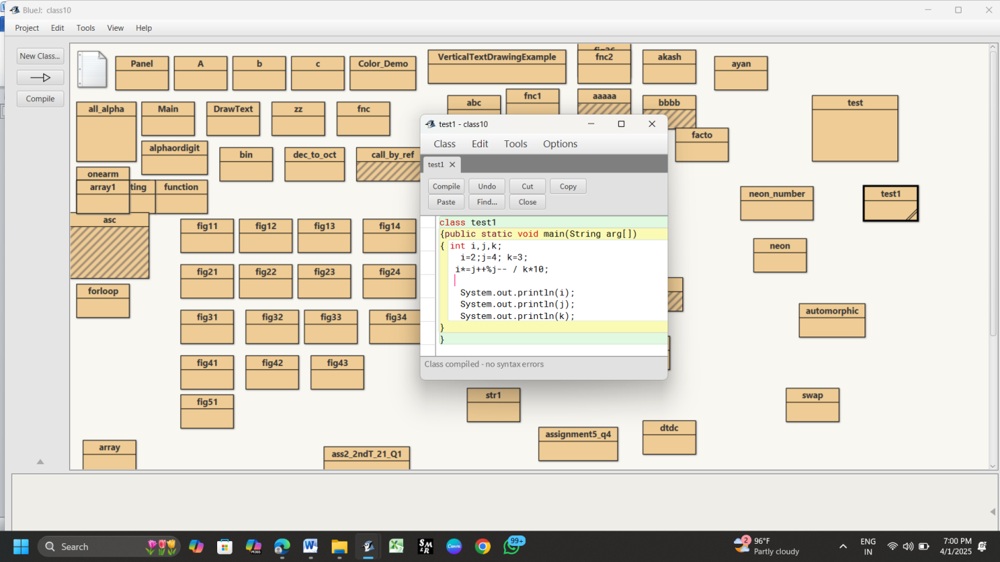 BlueJ: class10
Project Edit Tools View Help
New Class...
Compile
Panel A b c Color_Demo VerticalTextDrawingExample fnc2 akash ayan
all_alpha Main DrawText zz fnc abc fnc1 aaaaa bbbb test
alphaordigit bin dec_to_oct call_by_ref facto
onearm
array1 ting function neon_number test1
asc
fig11 fig12 fig13 fig14 neon
fig21 fig22 fig23 fig24
forloop
fig31 fig32 fig33 fig34 automorphic
fig41 fig42 fig43
fig51 str1 swap
array ass2_2ndT_21_Q1 assignment5_q4 dtdc
test1 - class10
Class Edit Tools Options
test1
Compile Undo Cut Copy
Paste Find... Close
class test1
{public static void main(String arg[])
{ int i,j,k;
i=2;j=4; k=3;
i*=j++%j-- / k*10;
System.out.println(i);
System.out.println(j);
System.out.println(k);
}
}
Class compiled - no syntax errors
Search
M365
SM
&R
Canva
99+
2
96°F
Partly cloudy
ENG
IN
7:00 PM
4/1/2025